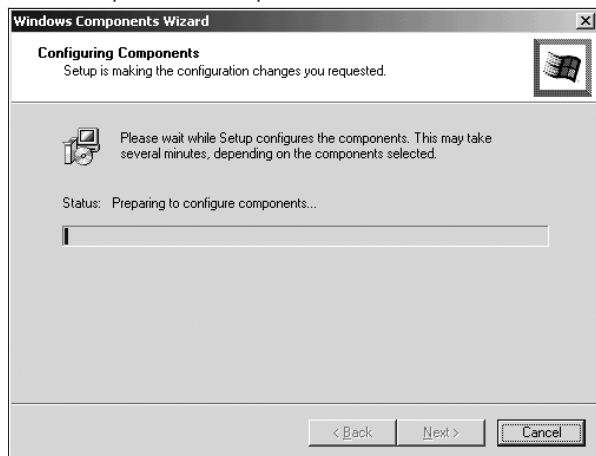 Windows Components Wizard
Configuring Components
Setup is making the configuration changes you requested.
Please wait while Setup configures the components. This may take
several minutes, depending on the components selected.
Status: Preparing to configure components...
< Back Next > Cancel